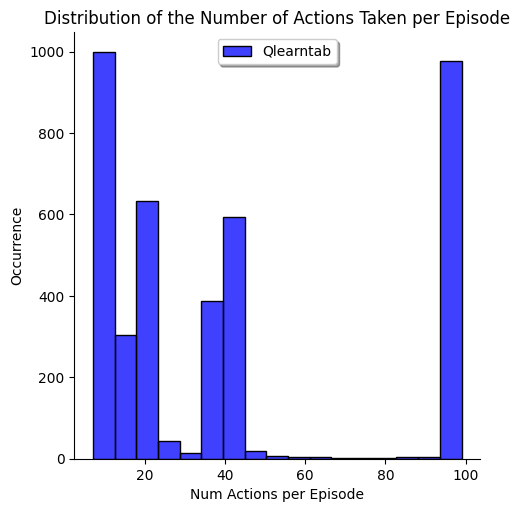 Distribution of the Number of Actions Taken per Episode
Qlearntab
1000
800
600
400
200
0
Occurrence
20 40 60 80 100
Num Actions per Episode